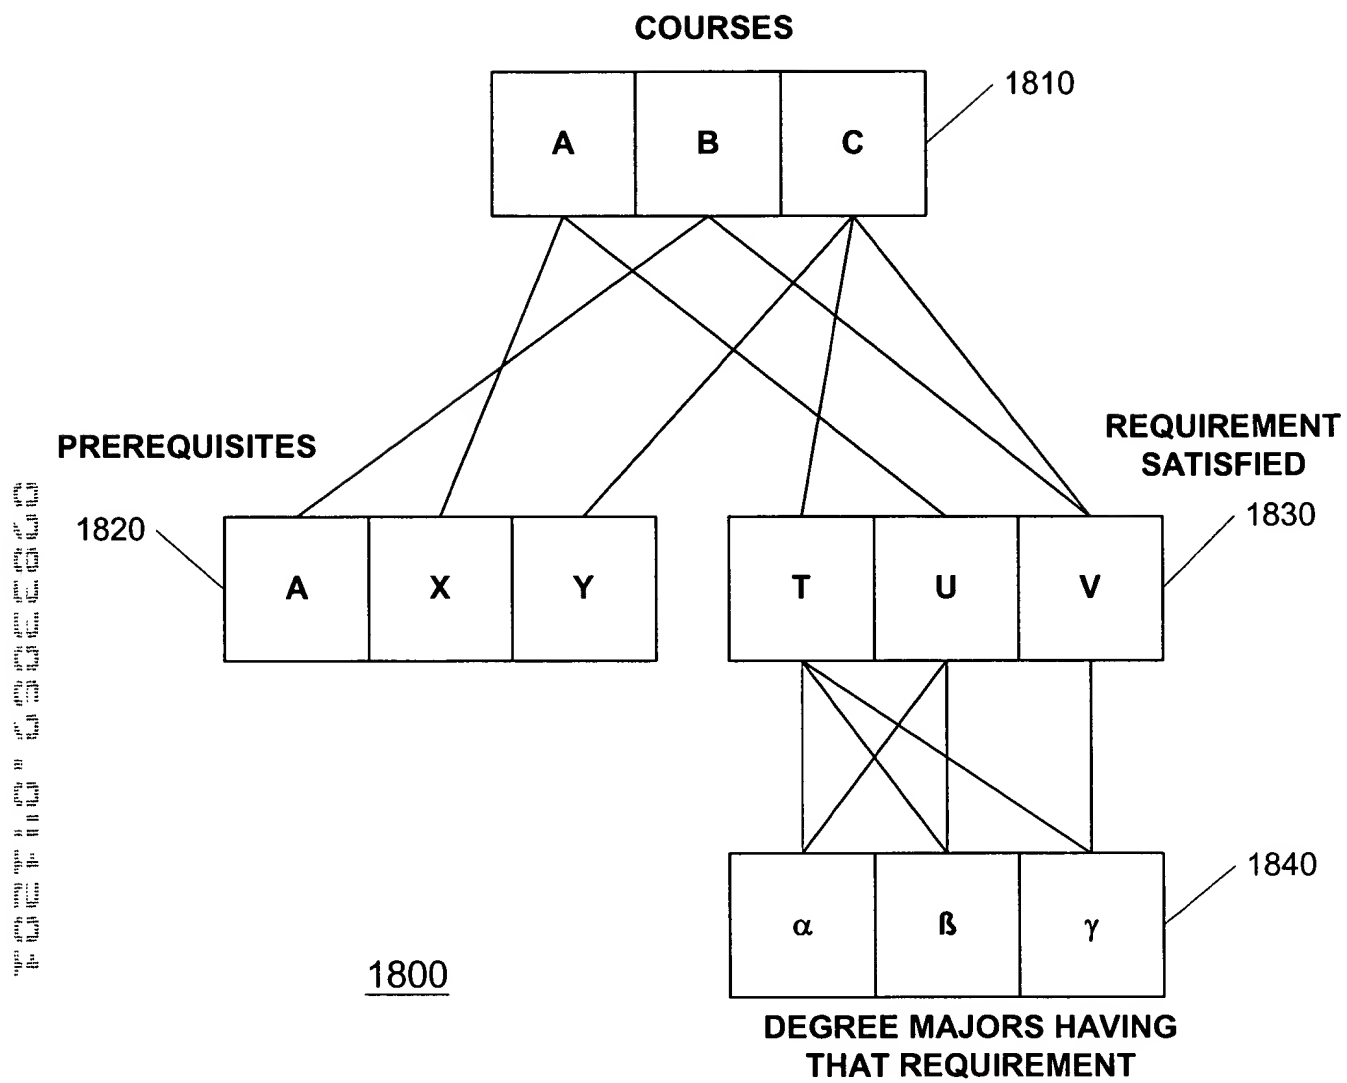 COURSES
1810
A B C
PREREQUISITES
REQUIREMENT
SATISFIED
1820
1830
A X Y
T U V
1840
α ß γ
1800
DEGREE MAJORS HAVING
THAT REQUIREMENT